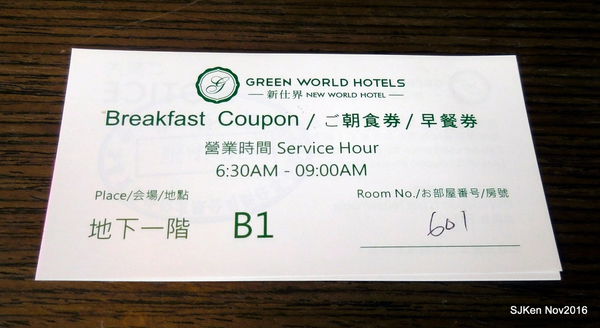 GREEN WORLD HOTELS
新仕界 NEW WORLD HOTEL
Breakfast Coupon / ご朝食券 / 早餐券
營業時間 Service Hour
6:30AM - 09:00AM
Place/会場/地點
Room No./お部屋番号/房號
地下一階 B1
601
SJKen Nov2016